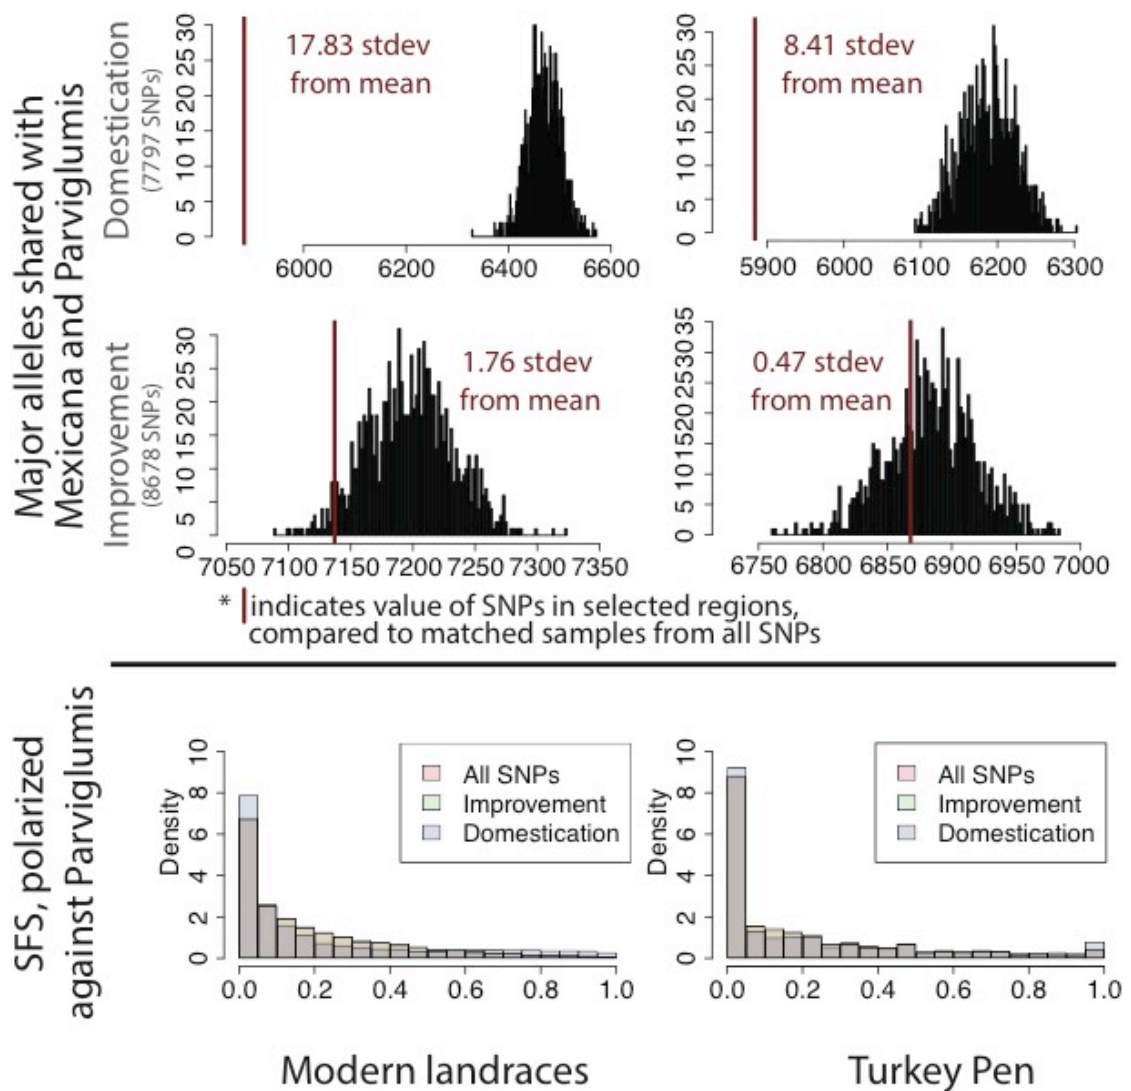 Major alleles shared with
Mexicana and Parviglumis
Domestication
(7797 SNPs)
0 5 10 15 20 25 30
17.83 stdev
from mean
6000 6200 6400 6600
0 5 10 15 20 25 30
8.41 stdev
from mean
5900 6000 6100 6200 6300
Improvement
(8678 SNPs)
0 5 10 15 20 25 30
1.76 stdev
from mean
7050 7100 7150 7200 7250 7300 7350
0 5 10 15 20 25 30 35
0.47 stdev
from mean
6750 6800 6850 6900 6950 7000
* indicates value of SNPs in selected regions,
compared to matched samples from all SNPs
SFS, polarized
against Parviglumis
Density
0 2 4 6 8 10
All SNPs
Improvement
Domestication
0.0 0.2 0.4 0.6 0.8 1.0
Density
0 2 4 6 8 10
All SNPs
Improvement
Domestication
0.0 0.2 0.4 0.6 0.8 1.0
Modern landraces
Turkey Pen